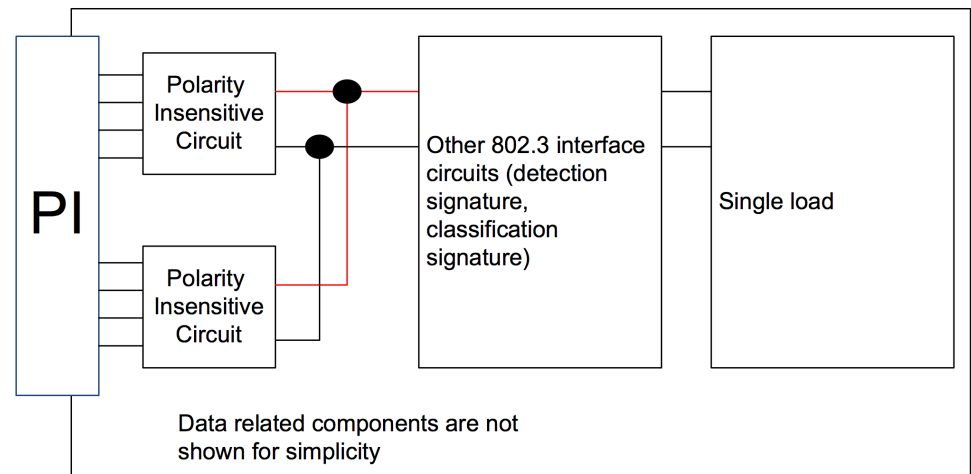 PI
Polarity
Insensitive
Circuit
Polarity
Insensitive
Circuit
Other 802.3 interface
circuits (detection
signature,
classification
signature)
Single load
Data related components are not
shown for simplicity